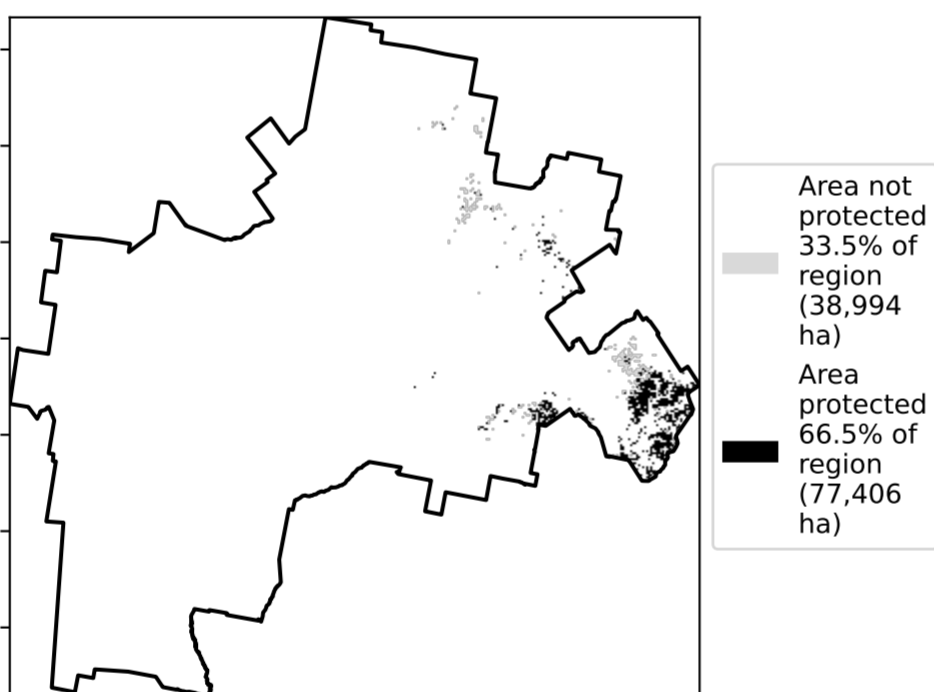 Area not
protected
33.5% of
region
(38,994
ha)
Area
protected
66.5% of
region
(77,406
ha)